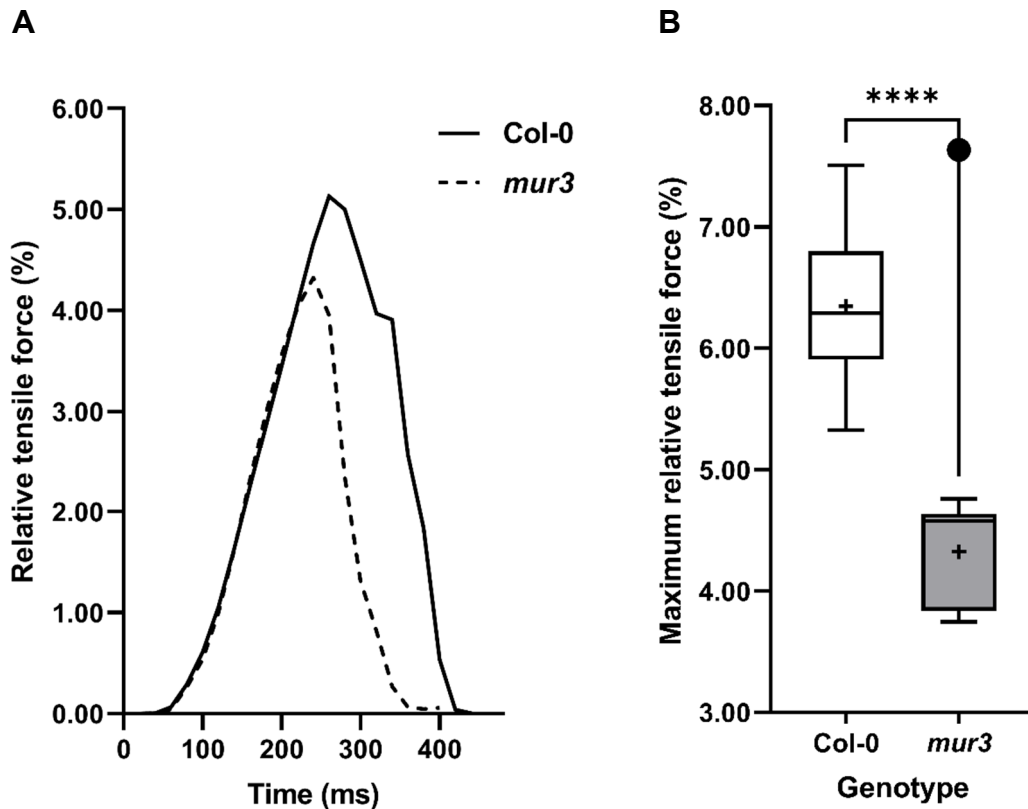 A
Relative tensile force (%)
6.00
5.00
4.00
3.00
2.00
1.00
0.00
0
100
200
300
400
Time (ms)
Col-0
mur3
B
Maximum relative tensile force (%)
8.00
7.00
6.00
5.00
4.00
3.00
****
Col-0
mur3
Genotype